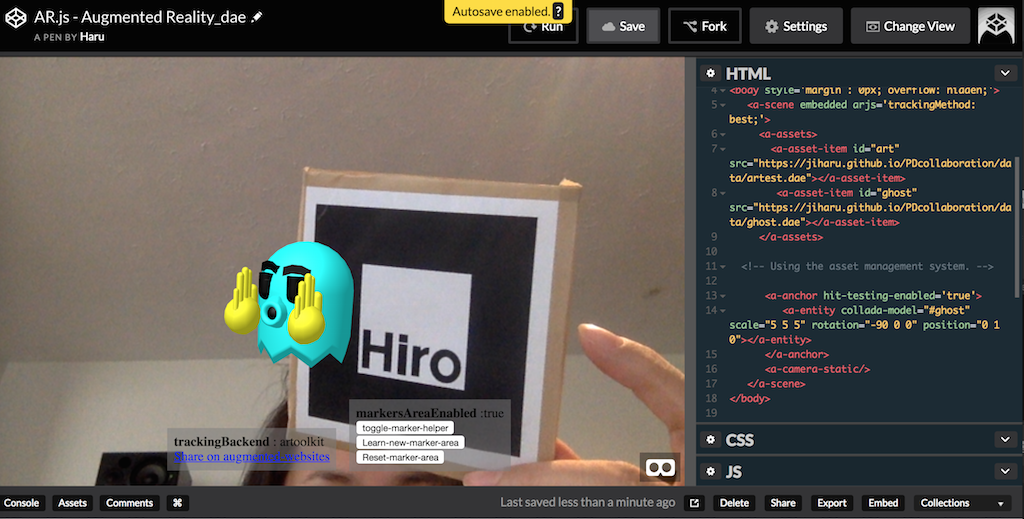 AR.js - Augmented Reality_dae
A PEN BY Haru
Autosave enabled. ?
Run
Save
Fork
Settings
Change View
Hiro
markersAreaEnabled :true
toggle-marker-helper
Learn-new-marker-area
Reset-marker-area
trackingBackend : artoolkit
Share on augmented-websites
HTML
4 <body style='margin : 0px; overflow: hidden;'>
5 <a-scene embedded arjs='trackingMethod:
best;'>
6 <a-assets>
7 <a-asset-item id="art"
src="https://jiharu.github.io/PDcollaboration/da
ta/artest.dae"></a-asset-item>
8 <a-asset-item id="ghost"
src="https://jiharu.github.io/PDcollaboration/da
ta/ghost.dae"></a-asset-item>
9 </a-assets>
10
11 <!-- Using the asset management system. -->
12
13 <a-anchor hit-testing-enabled='true'>
14 <a-entity collada-model="#ghost"
scale="5 5 5" rotation="-90 0 0" position="0 1
0"></a-entity>
15 </a-anchor>
16 <a-camera-static/>
17 </a-scene>
18 </body>
19
CSS
JS
Console
Assets
Comments
⌘
Last saved less than a minute ago
Delete
Share
Export
Embed
Collections